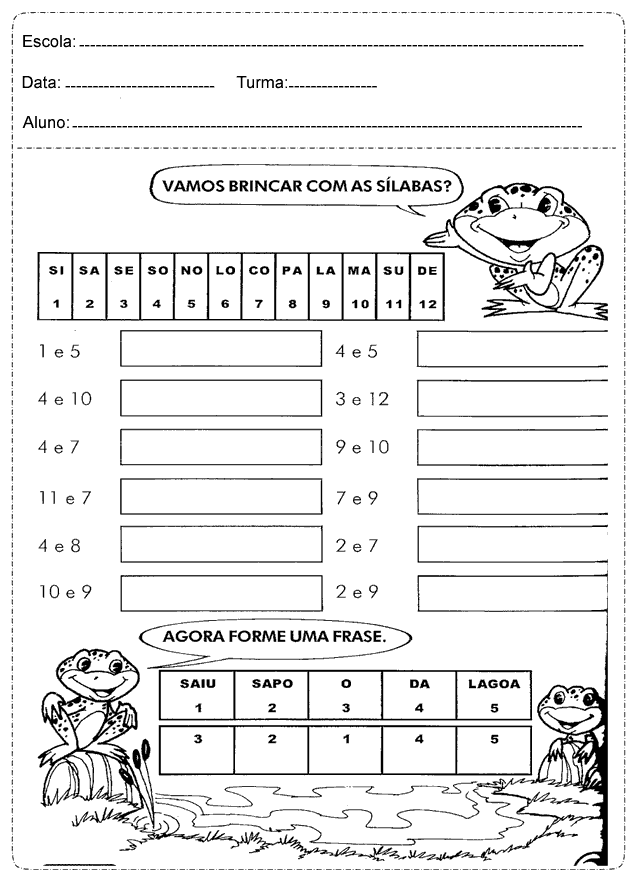 Escola:
Data: Turma:
Aluno:
VAMOS BRINCAR COM AS SÍLABAS?
SI SA SE SO NO LO CO PA LA MA SU DE
1 2 3 4 5 6 7 8 9 10 11 12
1 e 5 4 e 5
4 e 10 3 e 12
4 e 7 9 e 10
11 e 7 7 e 9
4 e 8 2 e 7
10 e 9 2 e 9
AGORA FORME UMA FRASE.
SAIU SAPO O DA LAGOA
1 2 3 4 5
3 2 1 4 5